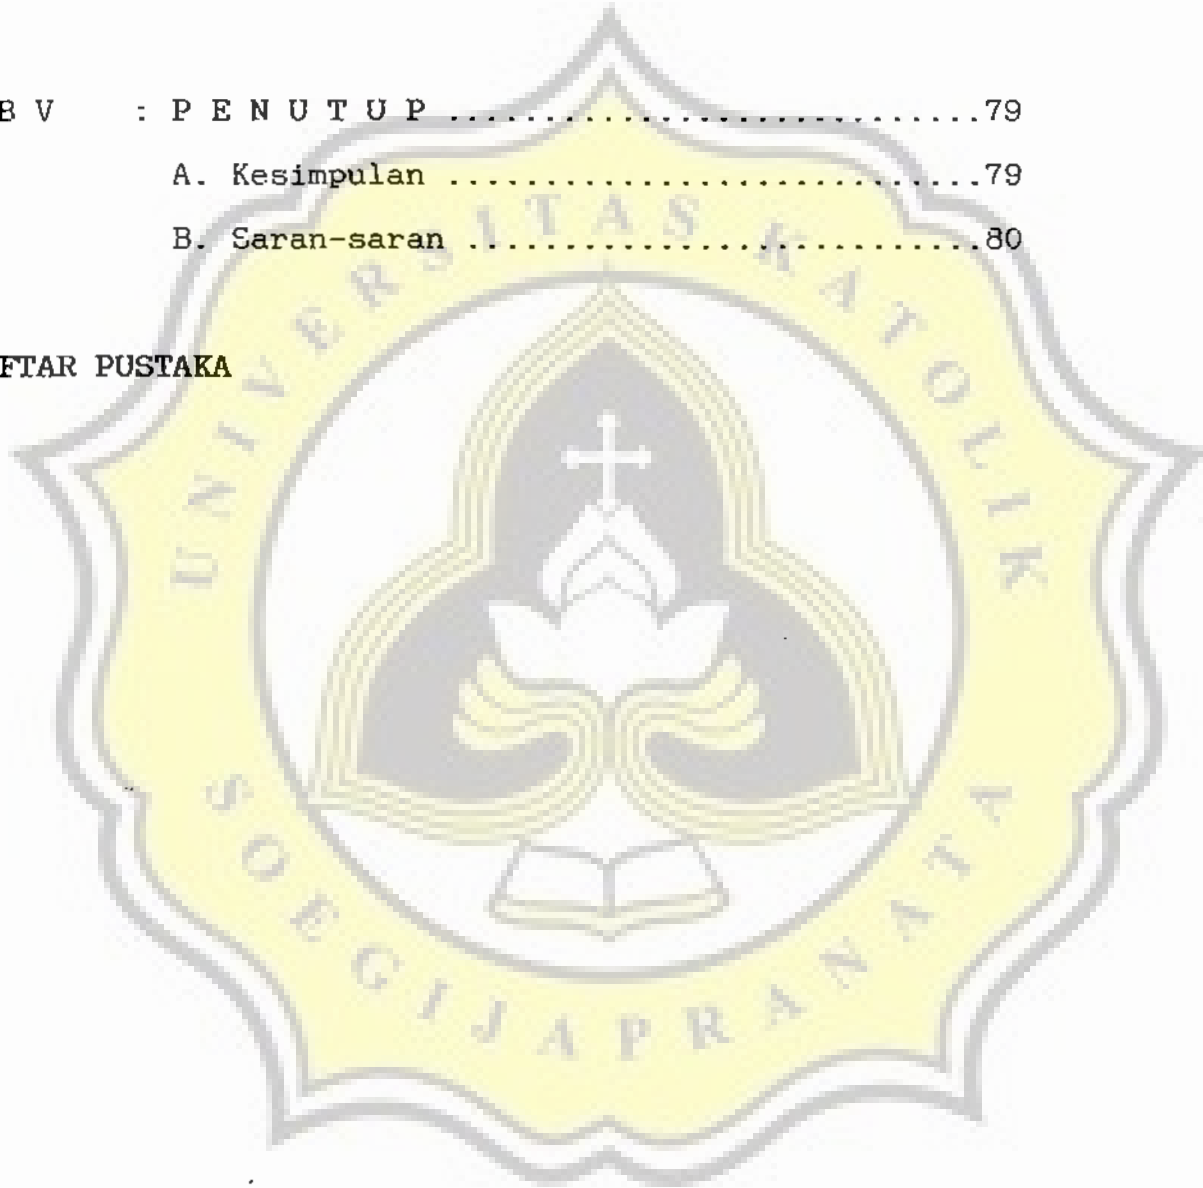 B V : P E N U T U P ............................79
A. Kesimpulan ............................79
B. Saran-saran ...........................80
FTAR PUSTAKA
UNIVERSITAS KATOLIK
SOEGIJAPRANATA